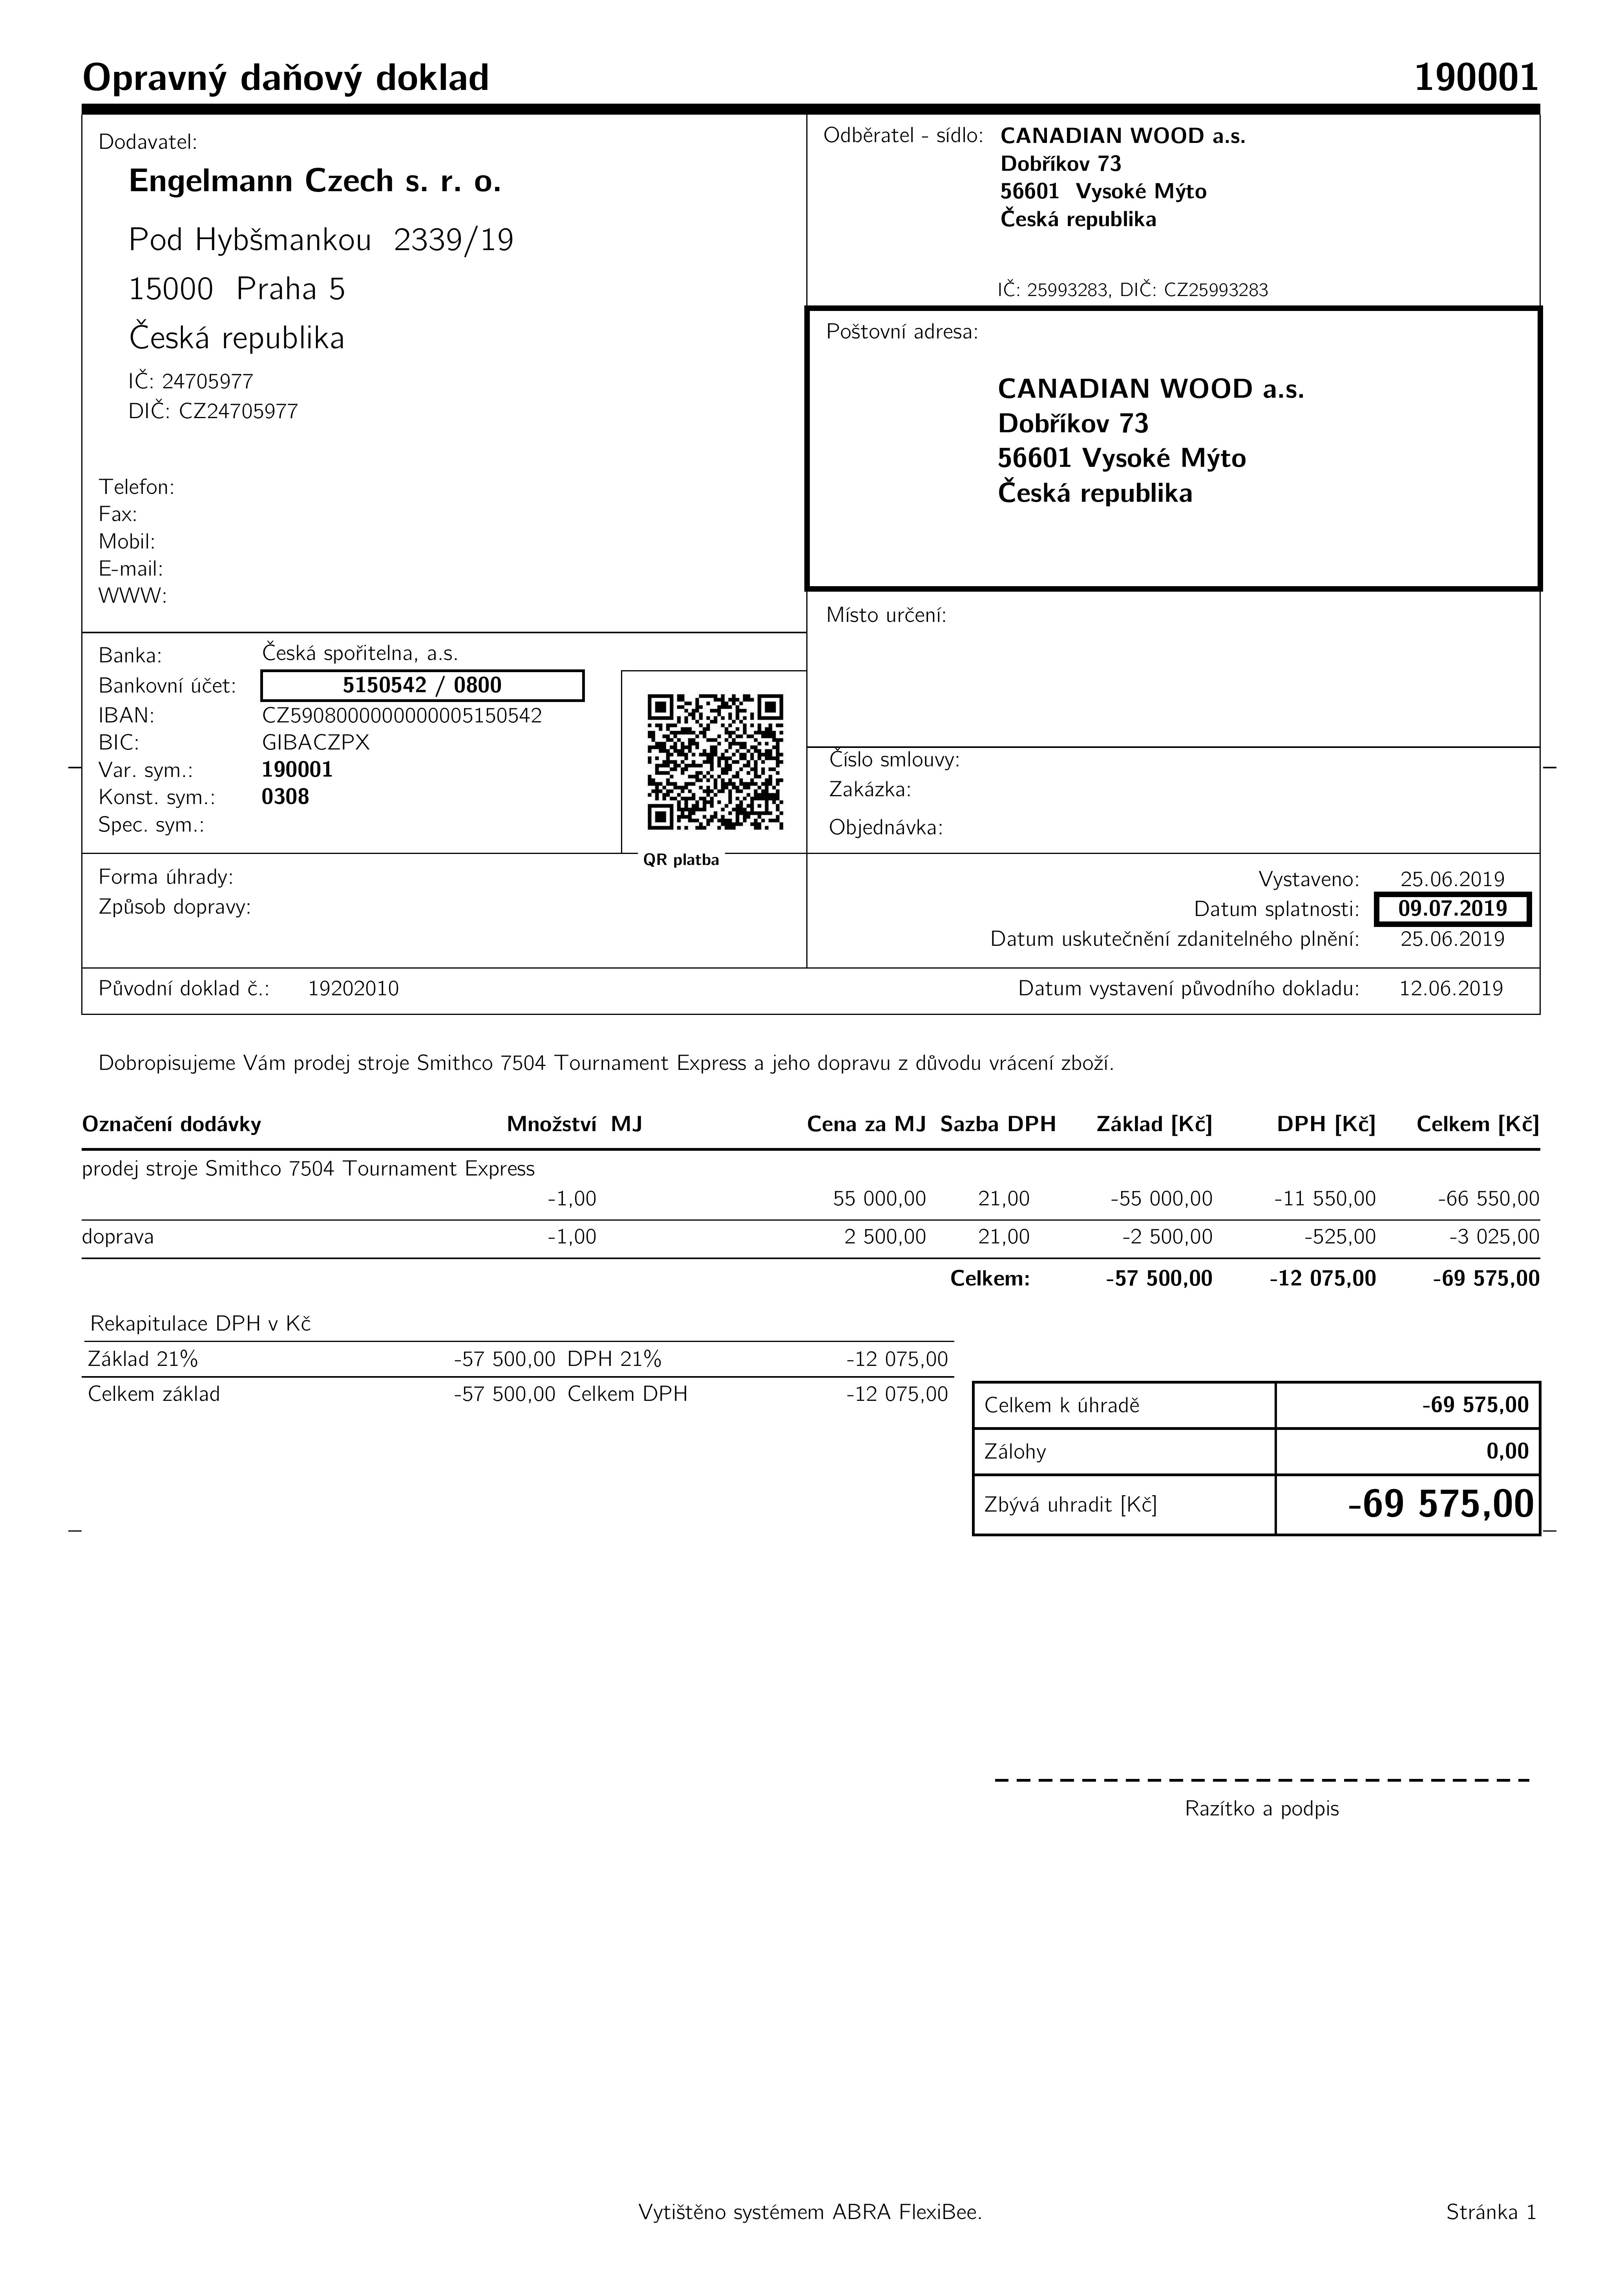 Opravný daňový doklad 190001
Dodavatel:
Engelmann Czech s. r. o.
Pod Hybšmankou 2339/19
15000 Praha 5
Česká republika
IČ: 24705977
DIČ: CZ24705977
Telefon:
Fax:
Mobil:
E-mail:
WWW:
Odběratel - sídlo: CANADIAN WOOD a.s.
Dobříkov 73
56601 Vysoké Mýto
Česká republika
IČ: 25993283, DIČ: CZ25993283
Poštovní adresa:
CANADIAN WOOD a.s.
Dobříkov 73
56601 Vysoké Mýto
Česká republika
Místo určení:
Banka: Česká spořitelna, a.s.
Bankovní účet: 5150542 / 0800
IBAN: CZ5908000000000005150542
BIC: GIBACZPX
Var. sym.: 190001
Konst. sym.: 0308
Spec. sym.:
QR platba
Číslo smlouvy:
Zakázka:
Objednávka:
Forma úhrady:
Způsob dopravy:
Vystaveno: 25.06.2019
Datum splatnosti: 09.07.2019
Datum uskutečnění zdanitelného plnění: 25.06.2019
Původní doklad č.: 19202010 Datum vystavení původního dokladu: 12.06.2019
Dobropisujeme Vám prodej stroje Smithco 7504 Tournament Express a jeho dopravu z důvodu vrácení zboží.
Označení dodávky Množství MJ Cena za MJ Sazba DPH Základ [Kč] DPH [Kč] Celkem [Kč]
prodej stroje Smithco 7504 Tournament Express
-1,00 55 000,00 21,00 -55 000,00 -11 550,00 -66 550,00
doprava -1,00 2 500,00 21,00 -2 500,00 -525,00 -3 025,00
Celkem: -57 500,00 -12 075,00 -69 575,00
Rekapitulace DPH v Kč
Základ 21% -57 500,00 DPH 21% -12 075,00
Celkem základ -57 500,00 Celkem DPH -12 075,00
Celkem k úhradě -69 575,00
Zálohy 0,00
Zbývá uhradit [Kč] -69 575,00
Razítko a podpis
Vytištěno systémem ABRA FlexiBee. Stránka 1